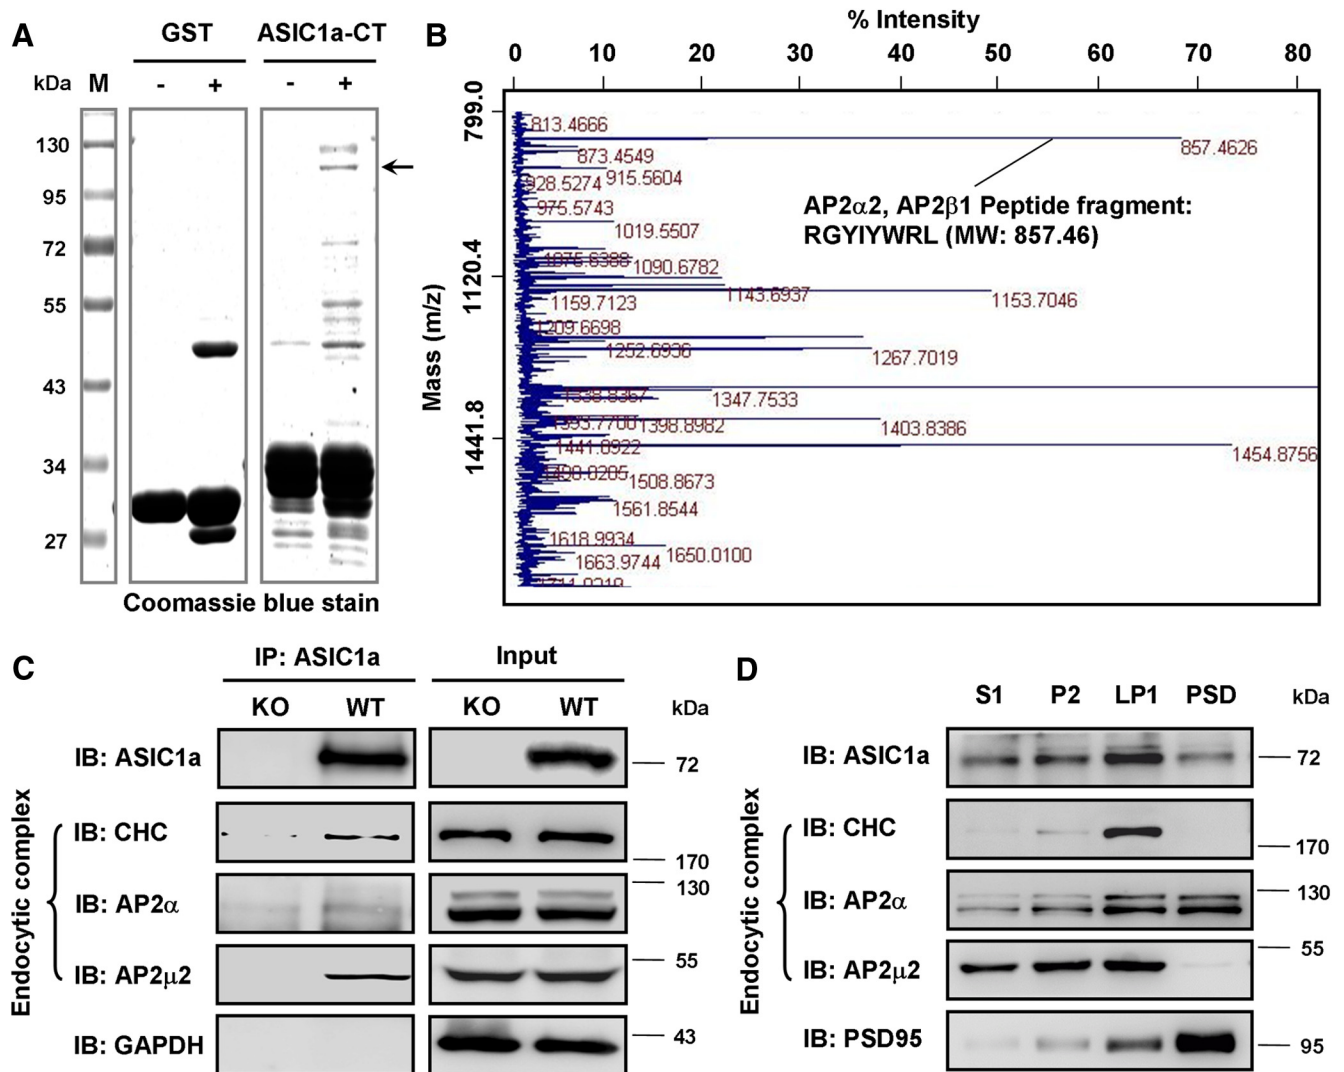 A
GST
ASIC1a-CT
kDa
M
-
+
-
+
130
95
72
55
43
34
27
Coomassie blue stain
B
% Intensity
0 10 20 30 40 50 60 70 80
Mass (m/z)
799.0
1120.4
1441.8
813.4666
857.4626
873.4549
915.5604
928.5274
975.5743
1019.5507
1090.6782
1143.6937
1153.7046
1159.7123
1209.6698
1267.7019
1347.7533
1398.8982
1403.8386
1454.8756
1508.8673
1561.8544
1618.9934
1650.0100
1663.9744
AP2α2, AP2β1 Peptide fragment:
RGYIYWRL (MW: 857.46)
C
IP: ASIC1a
Input
KO WT KO WT kDa
IB: ASIC1a
72
Endocytic complex
IB: CHC
170
130
IB: AP2α
55
IB: AP2μ2
IB: GAPDH
43
D
S1 P2 LP1 PSD kDa
IB: ASIC1a
72
Endocytic complex
IB: CHC
170
IB: AP2α
130
55
IB: AP2μ2
IB: PSD95
95